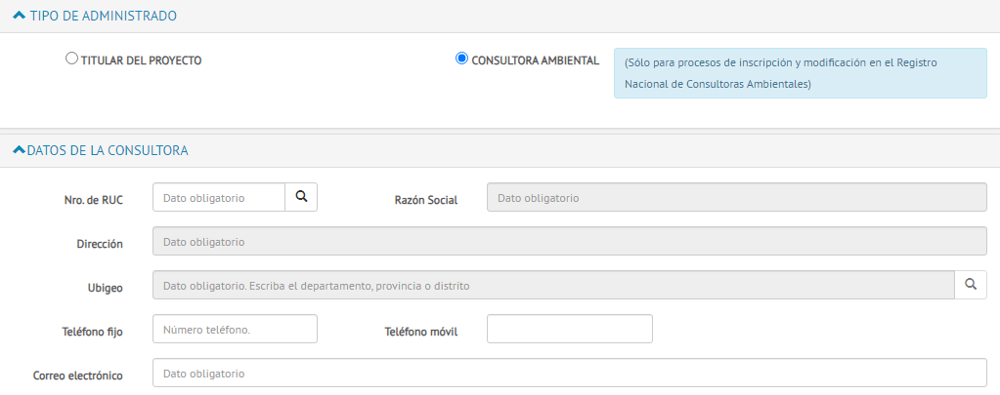 TIPO DE ADMINISTRADO
TITULAR DEL PROYECTO
CONSULTORA AMBIENTAL
(Sólo para procesos de inscripción y modificación en el Registro
Nacional de Consultoras Ambientales)
DATOS DE LA CONSULTORA
Nro. de RUC Dato obligatorio Razón Social Dato obligatorio
Dirección Dato obligatorio
Ubigeo Dato obligatorio. Escriba el departamento, provincia o distrito
Teléfono fijo Número teléfono. Teléfono móvil
Correo electrónico Dato obligatorio